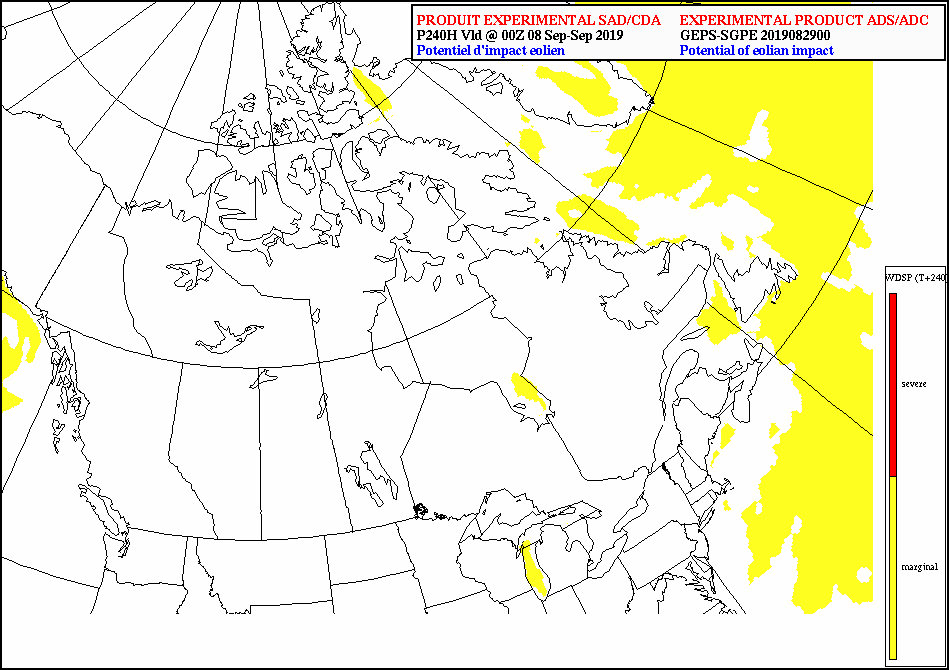 PRODUIT EXPERIMENTAL SAD/CDA EXPERIMENTAL PRODUCT ADS/ADC
P240H Vld @ 00Z 08 Sep-Sep 2019 GEPS-SGPE 2019082900
Potentiel d'impact eolien Potential of eolian impact
WDSP (T+240
severe
marginal